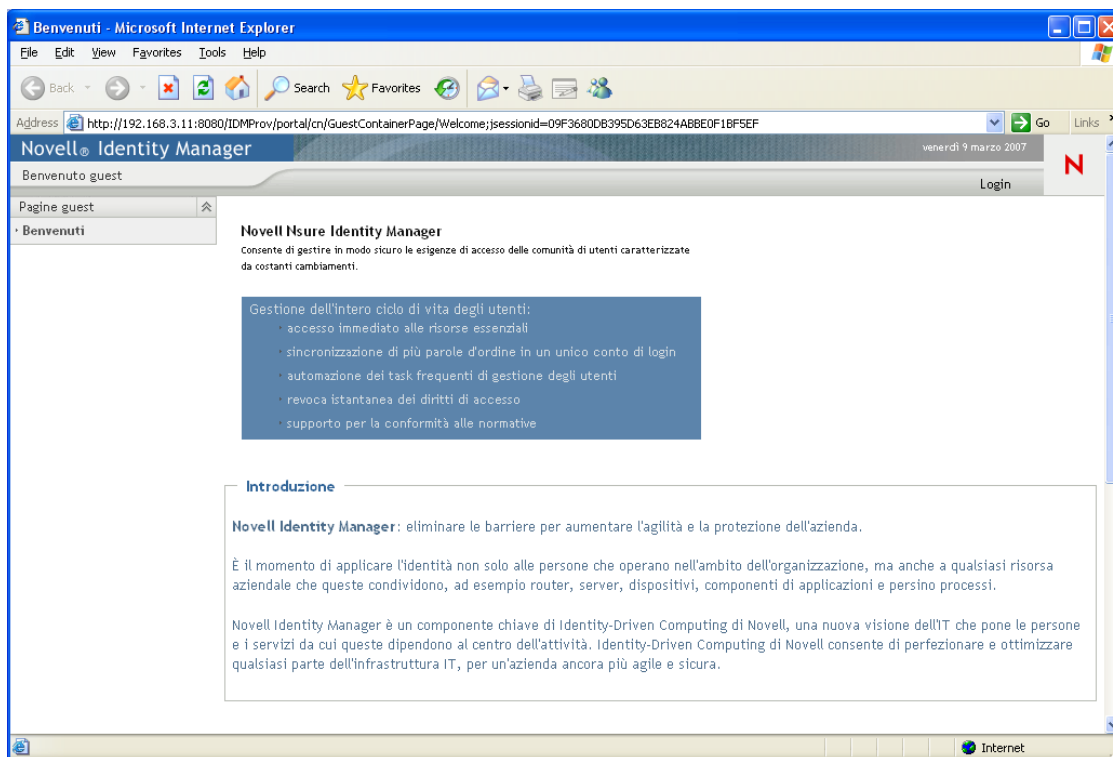 Benvenuti - Microsoft Internet Explorer
File Edit View Favorites Tools Help
Back Search Favorites
Address http://192.168.3.11:8080/IDMProv/portal/cn/GuestContainerPage/Welcome;jsessionid=09F3680DB395D63EB824ABBE0F1BF5EF Go Links
Novell® Identity Manager venerdì 9 marzo 2007
N
Benvenuto guest Login
Pagine guest
Benvenuti
Novell Nsure Identity Manager
Consente di gestire in modo sicuro le esigenze di accesso delle comunità di utenti caratterizzate
da costanti cambiamenti.
Gestione dell'intero ciclo di vita degli utenti:
· accesso immediato alle risorse essenziali
· sincronizzazione di più parole d'ordine in un unico conto di login
· automazione dei task frequenti di gestione degli utenti
· revoca istantanea dei diritti di accesso
· supporto per la conformità alle normative
Introduzione
Novell Identity Manager: eliminare le barriere per aumentare l'agilità e la protezione dell'azienda.
È il momento di applicare l'identità non solo alle persone che operano nell'ambito dell'organizzazione, ma anche a qualsiasi risorsa
aziendale che queste condividono, ad esempio router, server, dispositivi, componenti di applicazioni e persino processi.
Novell Identity Manager è un componente chiave di Identity-Driven Computing di Novell, una nuova visione dell'IT che pone le persone
e i servizi da cui queste dipendono al centro dell'attività. Identity-Driven Computing di Novell consente di perfezionare e ottimizzare
qualsiasi parte dell'infrastruttura IT, per un'azienda ancora più agile e sicura.
Internet